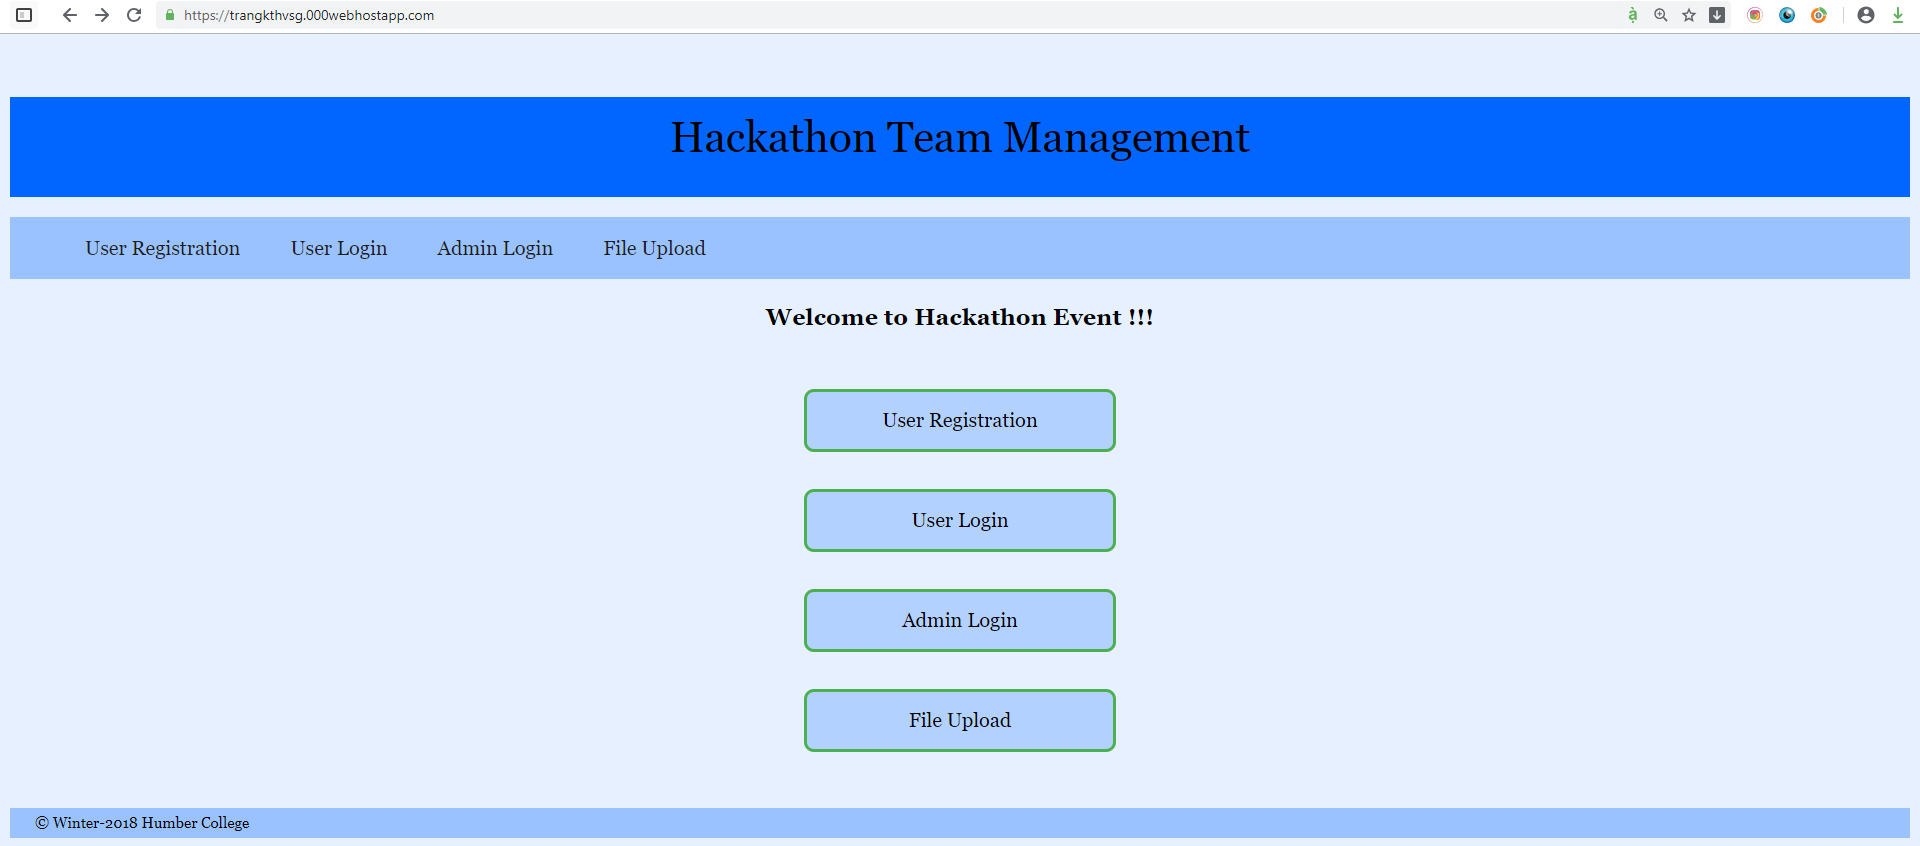 https://trangkthvsg.000webhostapp.com
Hackathon Team Management
User Registration User Login Admin Login File Upload
Welcome to Hackathon Event !!!
User Registration
User Login
Admin Login
File Upload
© Winter-2018 Humber College